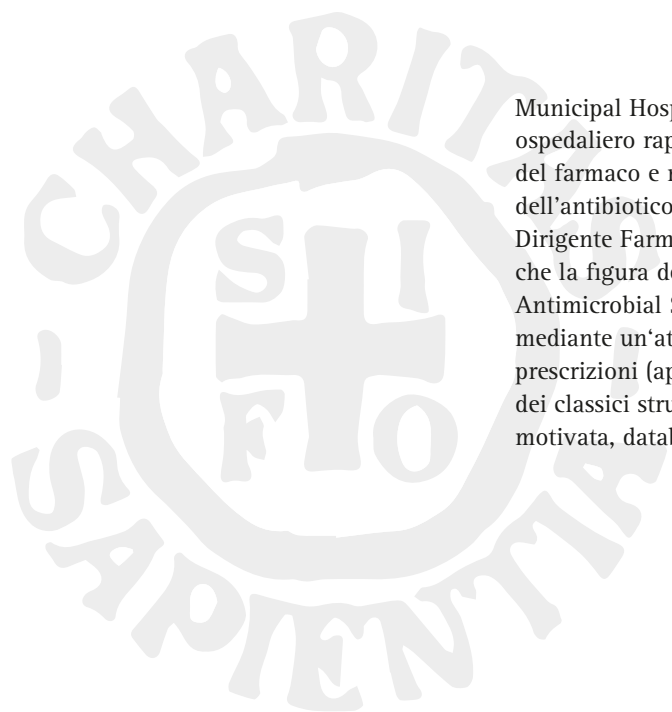 CHARITAS
- SAPIENTIA -
S I
F O
Municipal Hosp
ospedaliero rap
del farmaco e
dell'antibiotico
Dirigente Farm
che la figura de
Antimicrobial S
mediante un‘at
prescrizioni (ap
dei classici stru
motivata, datab